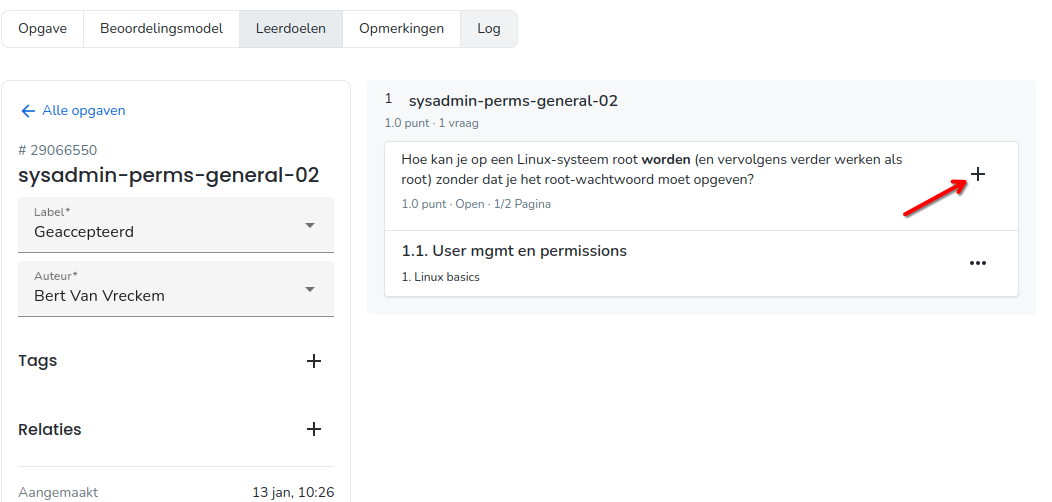 Opgave Beoordelingsmodel Leerdoelen Opmerkingen Log
Alle opgaven
# 29066550
sysadmin-perms-general-02
Label*
Geaccepteerd
Auteur*
Bert Van Vreckem
Tags
Relaties
Aangemaakt 13 jan, 10:26
1 sysadmin-perms-general-02
1.0 punt · 1 vraag
Hoe kan je op een Linux-systeem root worden (en vervolgens verder werken als
root) zonder dat je het root-wachtwoord moet opgeven?
1.0 punt · Open · 1/2 Pagina
1.1. User mgmt en permissions
1. Linux basics